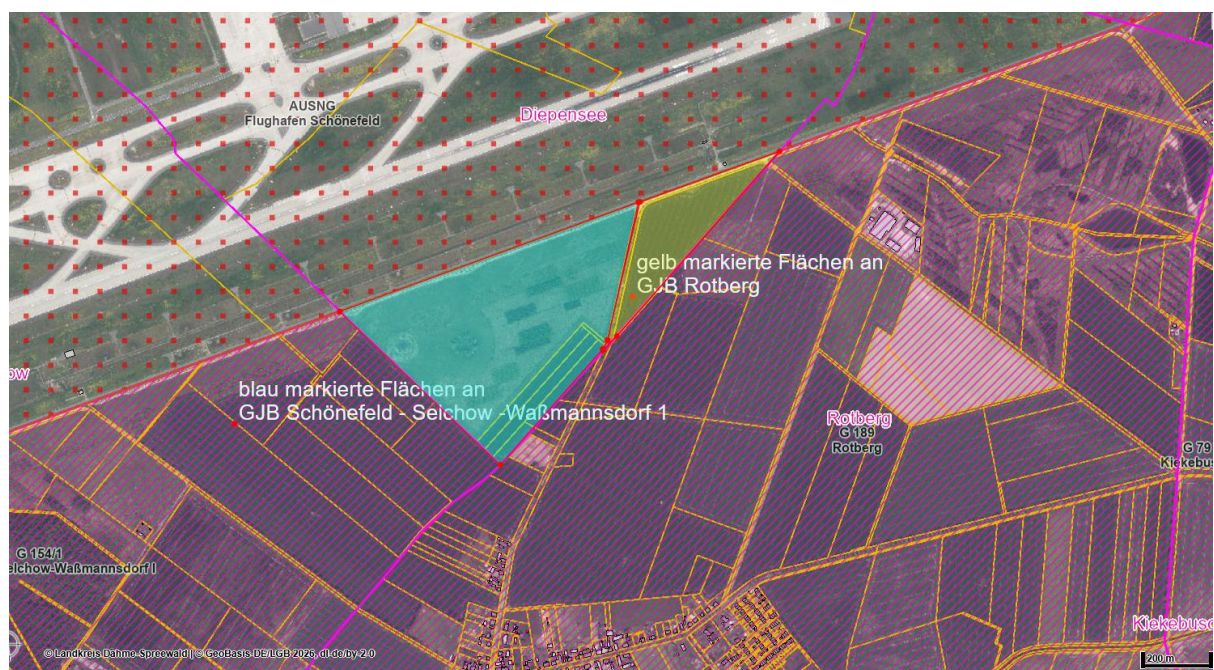 AUSNG
Flughafen Schönefeld
Diepensee
gelb markierte Flächen an
GJB Rotberg
ow
blau markierte Flächen an
GJB Schönefeld - Selchow -Waßmannsdorf 1
Rotberg
G 189
Rotberg
G 79
Kiekebus
G 154/1
elchow-Waßmannsdorf I
Kiekebusc
© Landkreis Dahme-Spreewald | © GeoBasis-DE/LGB 2026, dl-de/by-2-0
200 m